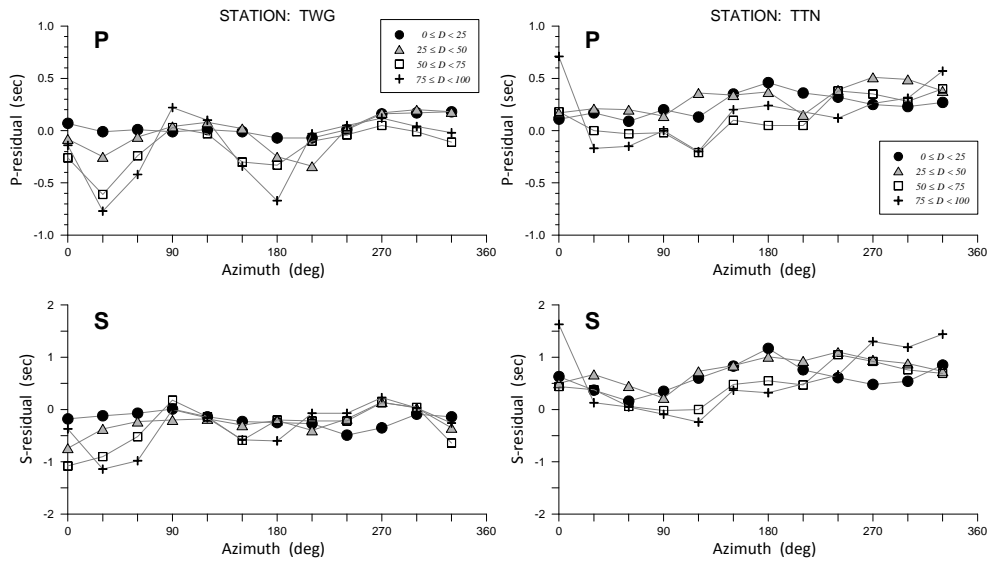 STATION: TWG
STATION: TTN
P
0 ≤ D < 25
25 ≤ D < 50
50 ≤ D < 75
75 ≤ D < 100
P-residual (sec)
1.0
0.5
0.0
-0.5
-1.0
0 90 180 270 360
Azimuth (deg)
P
0 ≤ D < 25
25 ≤ D < 50
50 ≤ D < 75
75 ≤ D < 100
P-residual (sec)
1.0
0.5
0.0
-0.5
-1.0
0 90 180 270 360
Azimuth (deg)
S
S-residual (sec)
2
1
0
-1
-2
0 90 180 270 360
Azimuth (deg)
S
S-residual (sec)
2
1
0
-1
-2
0 90 180 270 360
Azimuth (deg)